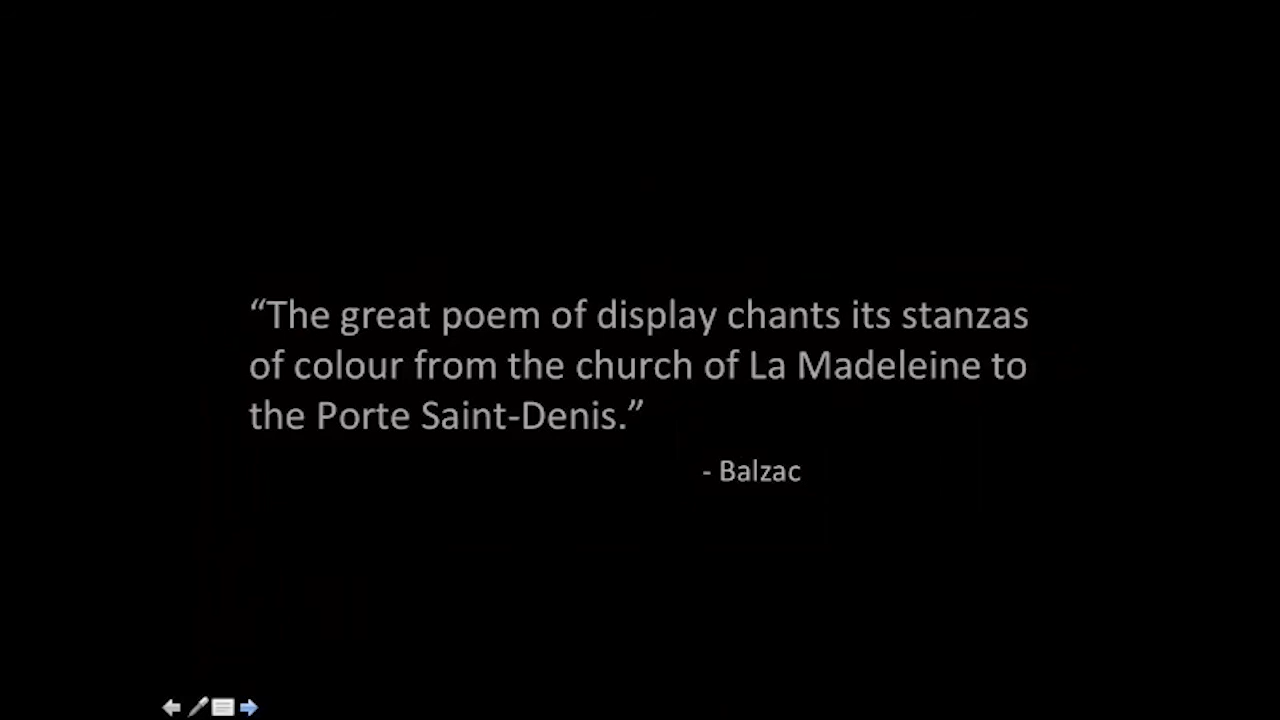 “The great poem of display chants its stanzas
of colour from the church of La Madeleine to
the Porte Saint-Denis.”
- Balzac